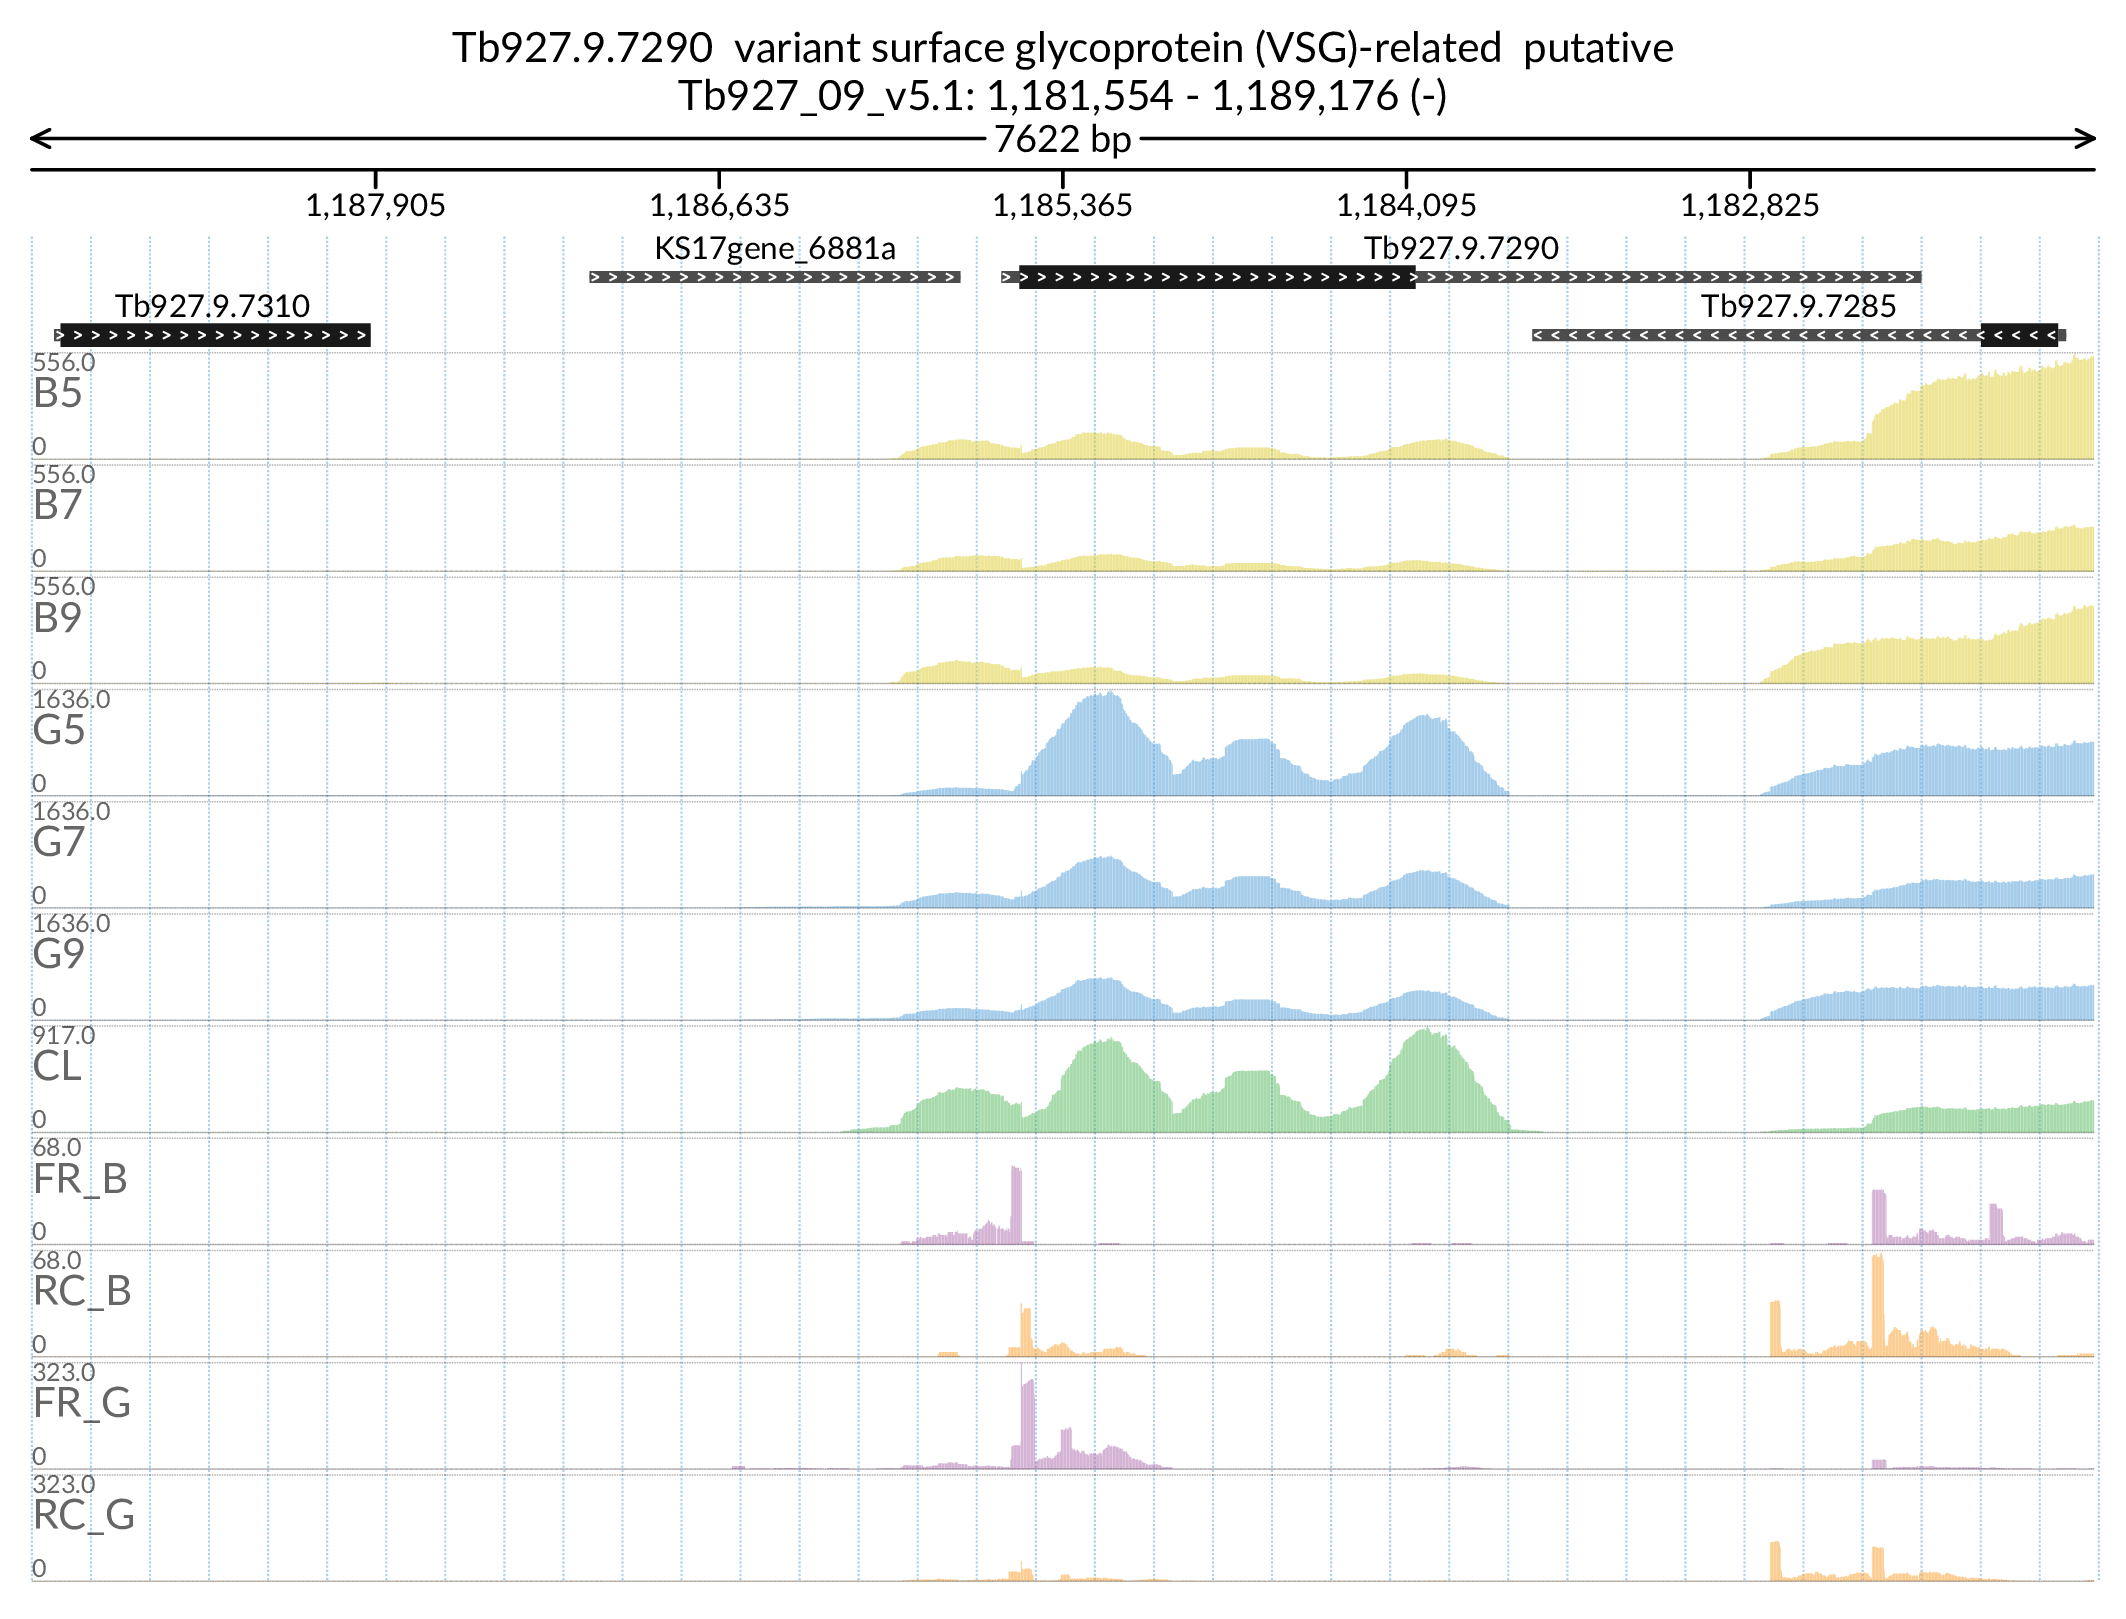 Tb927.9.7290  variant surface glycoprotein (VSG)-related  putative
Tb927_09_v5.1: 1,181,554 - 1,189,176 (-)
7622 bp
1,187,905 1,186,635 1,185,365 1,184,095 1,182,825
KS17gene_6881a Tb927.9.7290
Tb927.9.7310 Tb927.9.7285
556.0
B5
0
556.0
B7
0
556.0
B9
0
1636.0
G5
0
1636.0
G7
0
1636.0
G9
0
917.0
CL
0
68.0
FR_B
0
68.0
RC_B
0
323.0
FR_G
0
323.0
RC_G
0